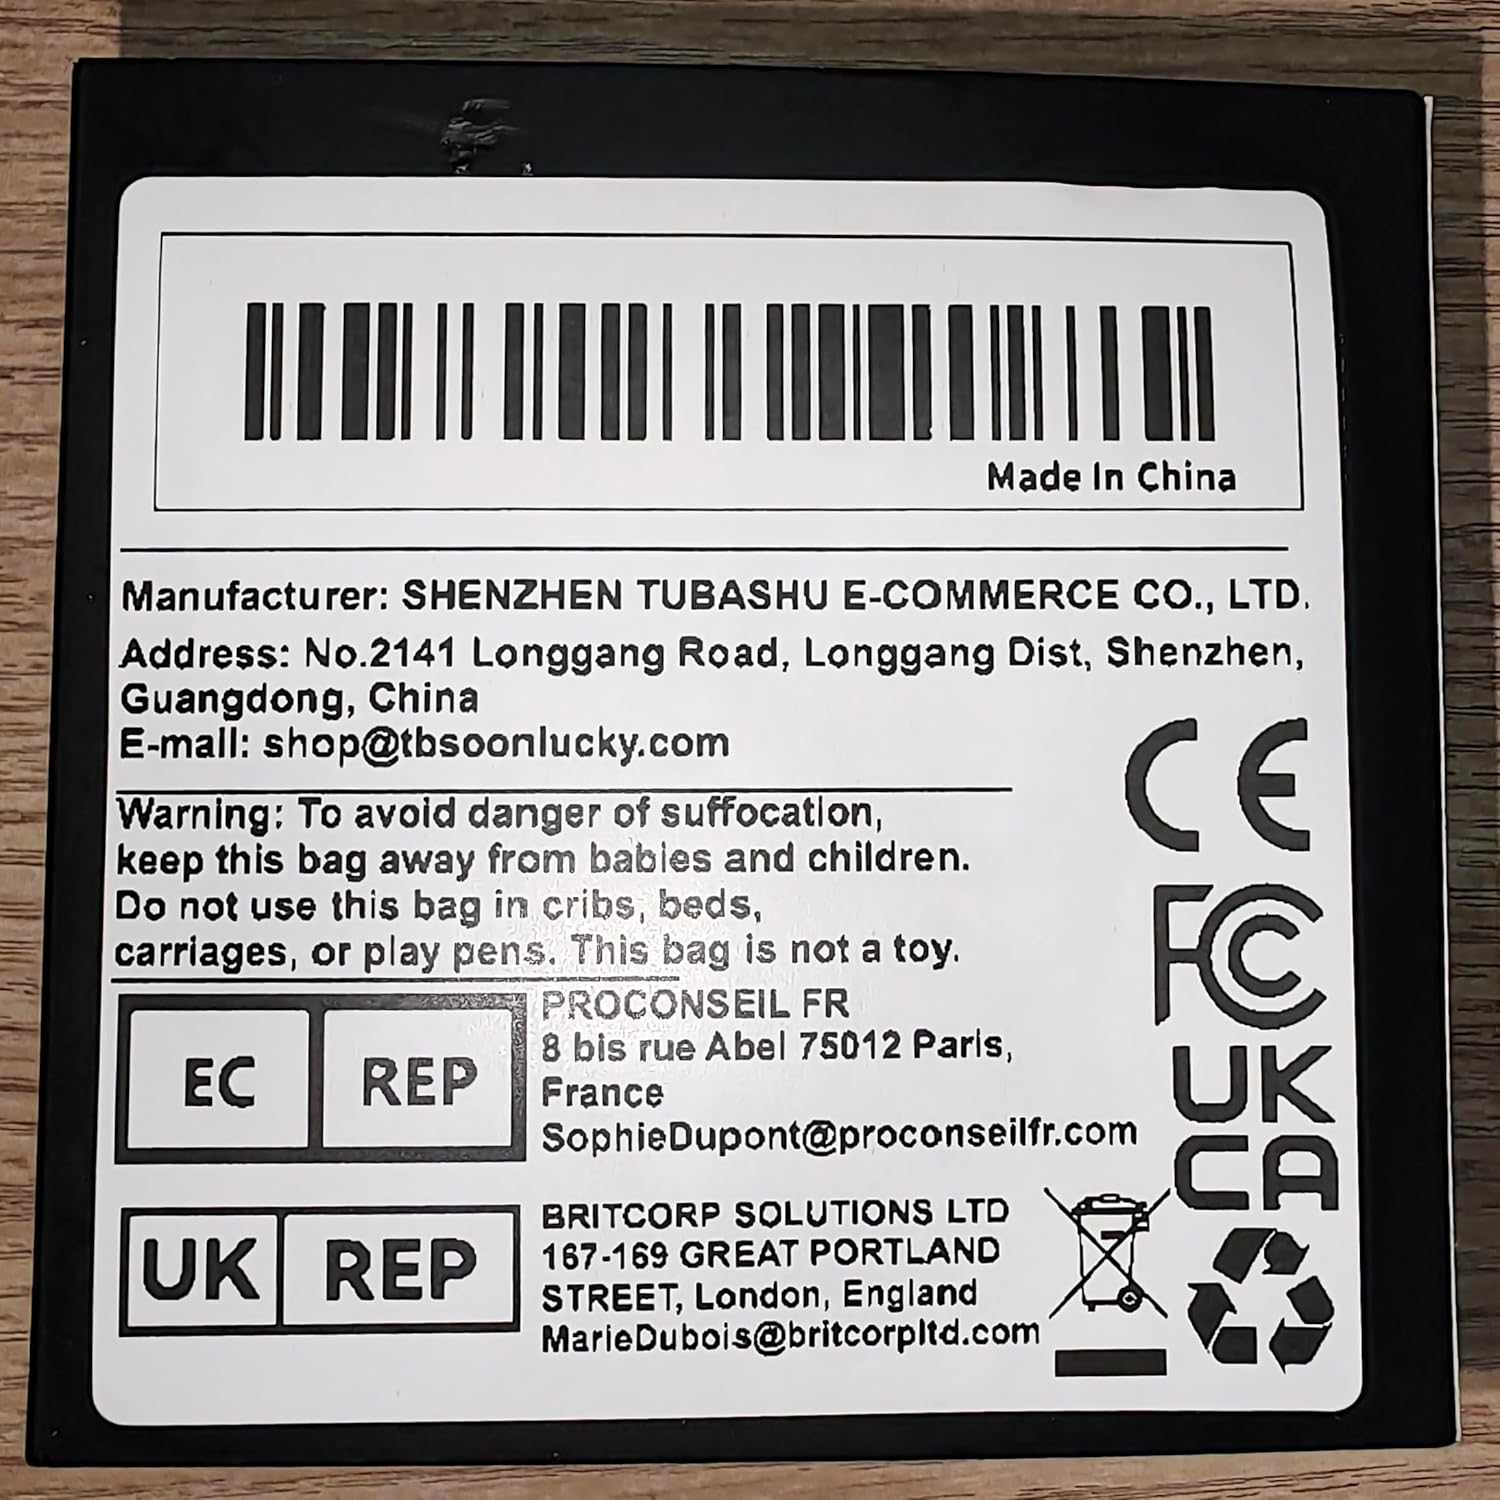 Made In China
Manufacturer: SHENZHEN TUBASHU E-COMMERCE CO., LTD.
Address: No.2141 Longgang Road, Longgang Dist, Shenzhen,
Guangdong, China
E-mail: shop@tbsoonlucky.com
Warning: To avoid danger of suffocation,
keep this bag away from babies and children.
Do not use this bag in cribs, beds,
carriages, or play pens. This bag is not a toy.
CE
FC
UK
CA
EC REP
PROCONSEIL FR
8 bis rue Abel 75012 Paris,
France
SophieDupont@proconseilfr.com
UK REP
BRITCORP SOLUTIONS LTD
167-169 GREAT PORTLAND
STREET, London, England
MarieDubois@britcorpltd.com